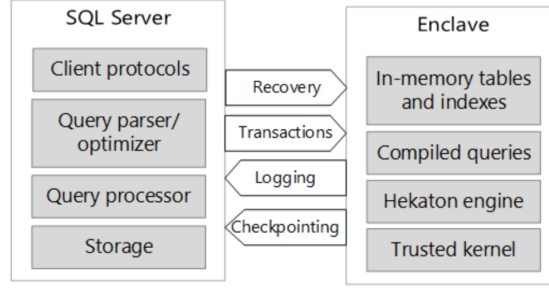 SQL Server
Client protocols
Query parser/
optimizer
Query processor
Storage
Recovery
Transactions
Logging
Checkpointing
Enclave
In-memory tables
and indexes
Compiled queries
Hekaton engine
Trusted kernel